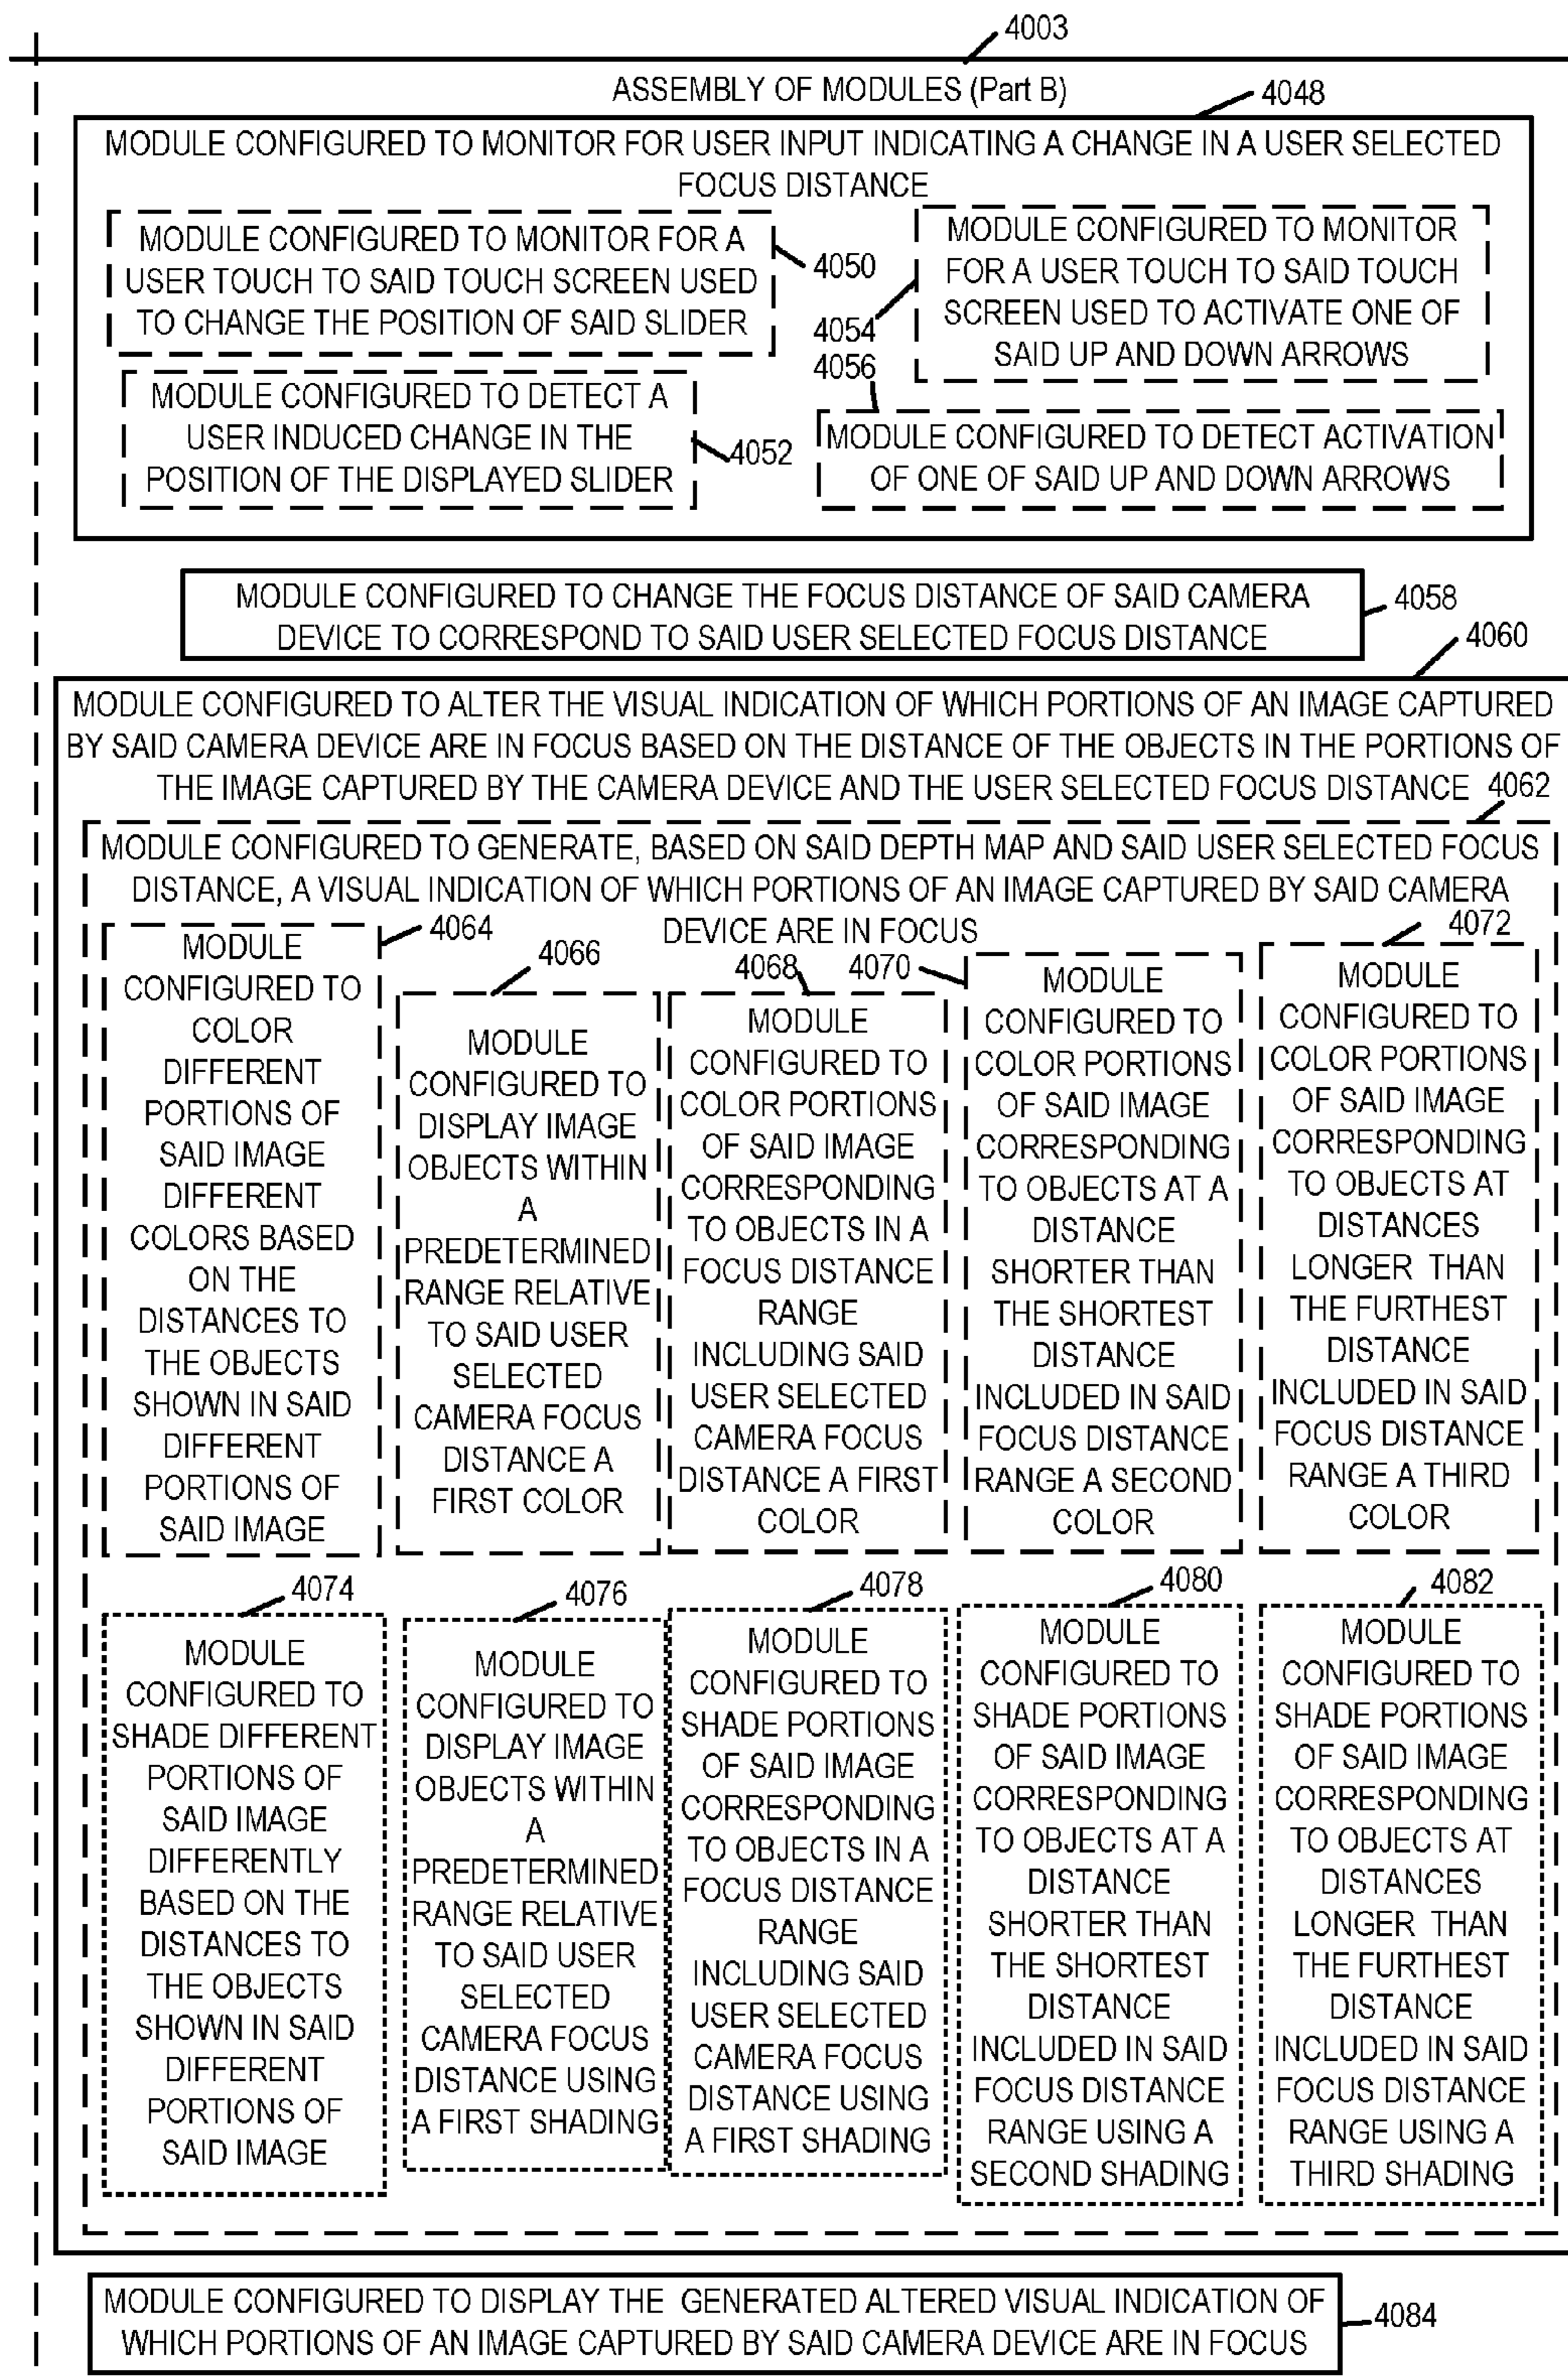 4003
ASSEMBLY OF MODULES (Part B)
4048
MODULE CONFIGURED TO MONITOR FOR USER INPUT INDICATING A CHANGE IN A USER SELECTED
FOCUS DISTANCE
MODULE CONFIGURED TO MONITOR FOR A
USER TOUCH TO SAID TOUCH SCREEN USED
TO CHANGE THE POSITION OF SAID SLIDER
4050
MODULE CONFIGURED TO MONITOR
FOR A USER TOUCH TO SAID TOUCH
SCREEN USED TO ACTIVATE ONE OF
SAID UP AND DOWN ARROWS
4054
4056
MODULE CONFIGURED TO DETECT A
USER INDUCED CHANGE IN THE
POSITION OF THE DISPLAYED SLIDER
4052
MODULE CONFIGURED TO DETECT ACTIVATION
OF ONE OF SAID UP AND DOWN ARROWS
MODULE CONFIGURED TO CHANGE THE FOCUS DISTANCE OF SAID CAMERA
DEVICE TO CORRESPOND TO SAID USER SELECTED FOCUS DISTANCE
4058
4060
MODULE CONFIGURED TO ALTER THE VISUAL INDICATION OF WHICH PORTIONS OF AN IMAGE CAPTURED
BY SAID CAMERA DEVICE ARE IN FOCUS BASED ON THE DISTANCE OF THE OBJECTS IN THE PORTIONS OF
THE IMAGE CAPTURED BY THE CAMERA DEVICE AND THE USER SELECTED FOCUS DISTANCE
4062
MODULE CONFIGURED TO GENERATE, BASED ON SAID DEPTH MAP AND SAID USER SELECTED FOCUS
DISTANCE, A VISUAL INDICATION OF WHICH PORTIONS OF AN IMAGE CAPTURED BY SAID CAMERA
DEVICE ARE IN FOCUS
4064
MODULE
CONFIGURED TO
COLOR
DIFFERENT
PORTIONS OF
SAID IMAGE
DIFFERENT
COLORS BASED
ON THE
DISTANCES TO
THE OBJECTS
SHOWN IN SAID
DIFFERENT
PORTIONS OF
SAID IMAGE
4066
MODULE
CONFIGURED TO
DISPLAY IMAGE
OBJECTS WITHIN
A
PREDETERMINED
RANGE RELATIVE
TO SAID USER
SELECTED
CAMERA FOCUS
DISTANCE A
FIRST COLOR
4068
MODULE
CONFIGURED TO
COLOR PORTIONS
OF SAID IMAGE
CORRESPONDING
TO OBJECTS IN A
FOCUS DISTANCE
RANGE
INCLUDING SAID
USER SELECTED
CAMERA FOCUS
DISTANCE A FIRST
COLOR
4070
MODULE
CONFIGURED TO
COLOR PORTIONS
OF SAID IMAGE
CORRESPONDING
TO OBJECTS AT A
DISTANCE
SHORTER THAN
THE SHORTEST
DISTANCE
INCLUDED IN SAID
FOCUS DISTANCE
RANGE A SECOND
COLOR
4072
MODULE
CONFIGURED TO
COLOR PORTIONS
OF SAID IMAGE
CORRESPONDING
TO OBJECTS AT
DISTANCES
LONGER THAN
THE FURTHEST
DISTANCE
INCLUDED IN SAID
FOCUS DISTANCE
RANGE A THIRD
COLOR
4074
MODULE
CONFIGURED TO
SHADE DIFFERENT
PORTIONS OF
SAID IMAGE
DIFFERENTLY
BASED ON THE
DISTANCES TO
THE OBJECTS
SHOWN IN SAID
DIFFERENT
PORTIONS OF
SAID IMAGE
4076
MODULE
CONFIGURED TO
DISPLAY IMAGE
OBJECTS WITHIN
A
PREDETERMINED
RANGE RELATIVE
TO SAID USER
SELECTED
CAMERA FOCUS
DISTANCE USING
A FIRST SHADING
4078
MODULE
CONFIGURED TO
SHADE PORTIONS
OF SAID IMAGE
CORRESPONDING
TO OBJECTS IN A
FOCUS DISTANCE
RANGE
INCLUDING SAID
USER SELECTED
CAMERA FOCUS
DISTANCE USING
A FIRST SHADING
4080
MODULE
CONFIGURED TO
SHADE PORTIONS
OF SAID IMAGE
CORRESPONDING
TO OBJECTS AT A
DISTANCE
SHORTER THAN
THE SHORTEST
DISTANCE
INCLUDED IN SAID
FOCUS DISTANCE
RANGE USING A
SECOND SHADING
4082
MODULE
CONFIGURED TO
SHADE PORTIONS
OF SAID IMAGE
CORRESPONDING
TO OBJECTS AT
DISTANCES
LONGER THAN
THE FURTHEST
DISTANCE
INCLUDED IN SAID
FOCUS DISTANCE
RANGE USING A
THIRD SHADING
MODULE CONFIGURED TO DISPLAY THE GENERATED ALTERED VISUAL INDICATION OF
WHICH PORTIONS OF AN IMAGE CAPTURED BY SAID CAMERA DEVICE ARE IN FOCUS
4084